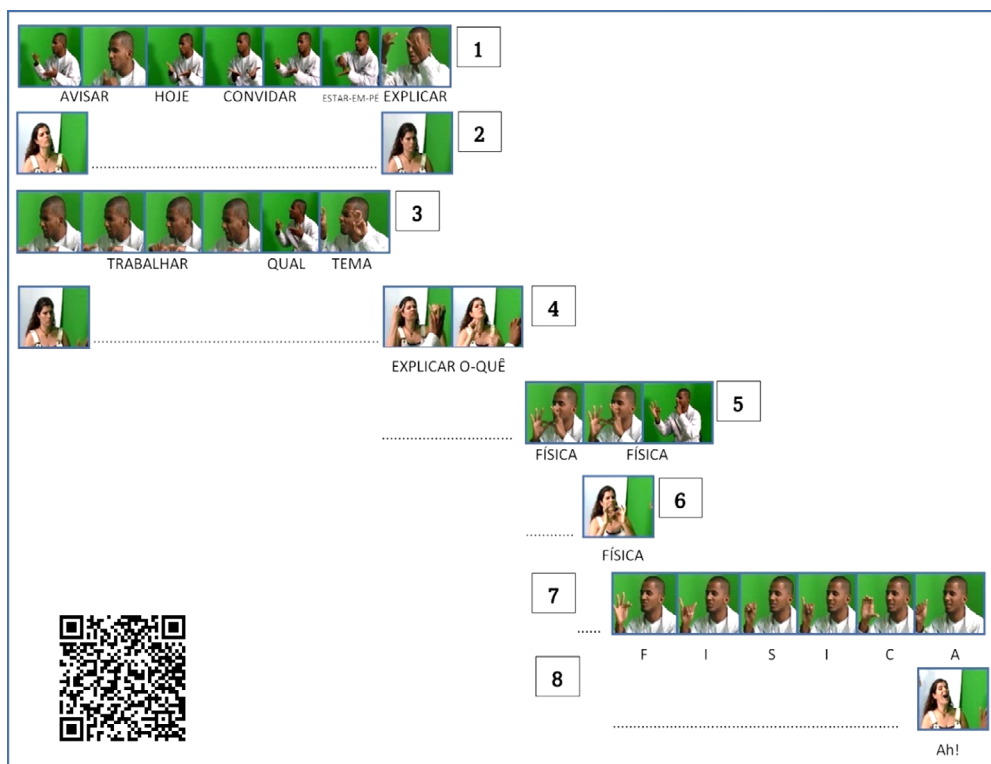 1
AVISAR HOJE CONVIDAR ESTAR-EM-PÉ EXPLICAR
2
3
TRABALHAR QUAL TEMA
4
EXPLICAR O-QUÊ
5
FÍSICA FÍSICA
6
FÍSICA
7
F I S I C A
8
Ah!